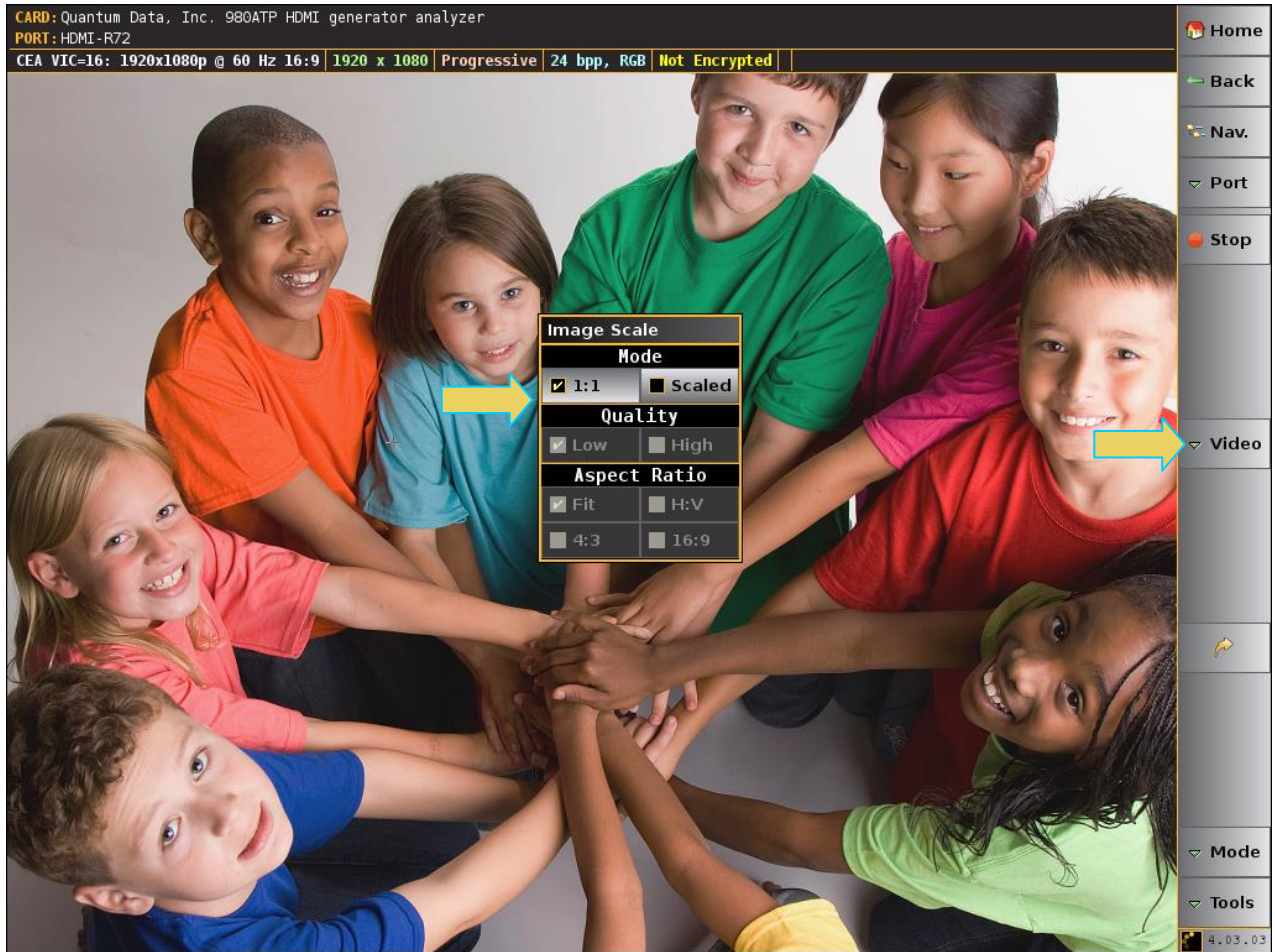 CARD: Quantum Data, Inc. 980ATP HDMI generator analyzer
PORT: HDMI-R72
CEA VIC=16: 1920x1080p @ 60 Hz 16:9 1920 x 1080 Progressive 24 bpp, RGB Not Encrypted
Home
Back
Nav.
Port
Stop
Image Scale
Mode
1:1 Scaled
Quality
Low High
Aspect Ratio
Fit H:V
4:3 16:9
Video
Mode
Tools
4.03.03